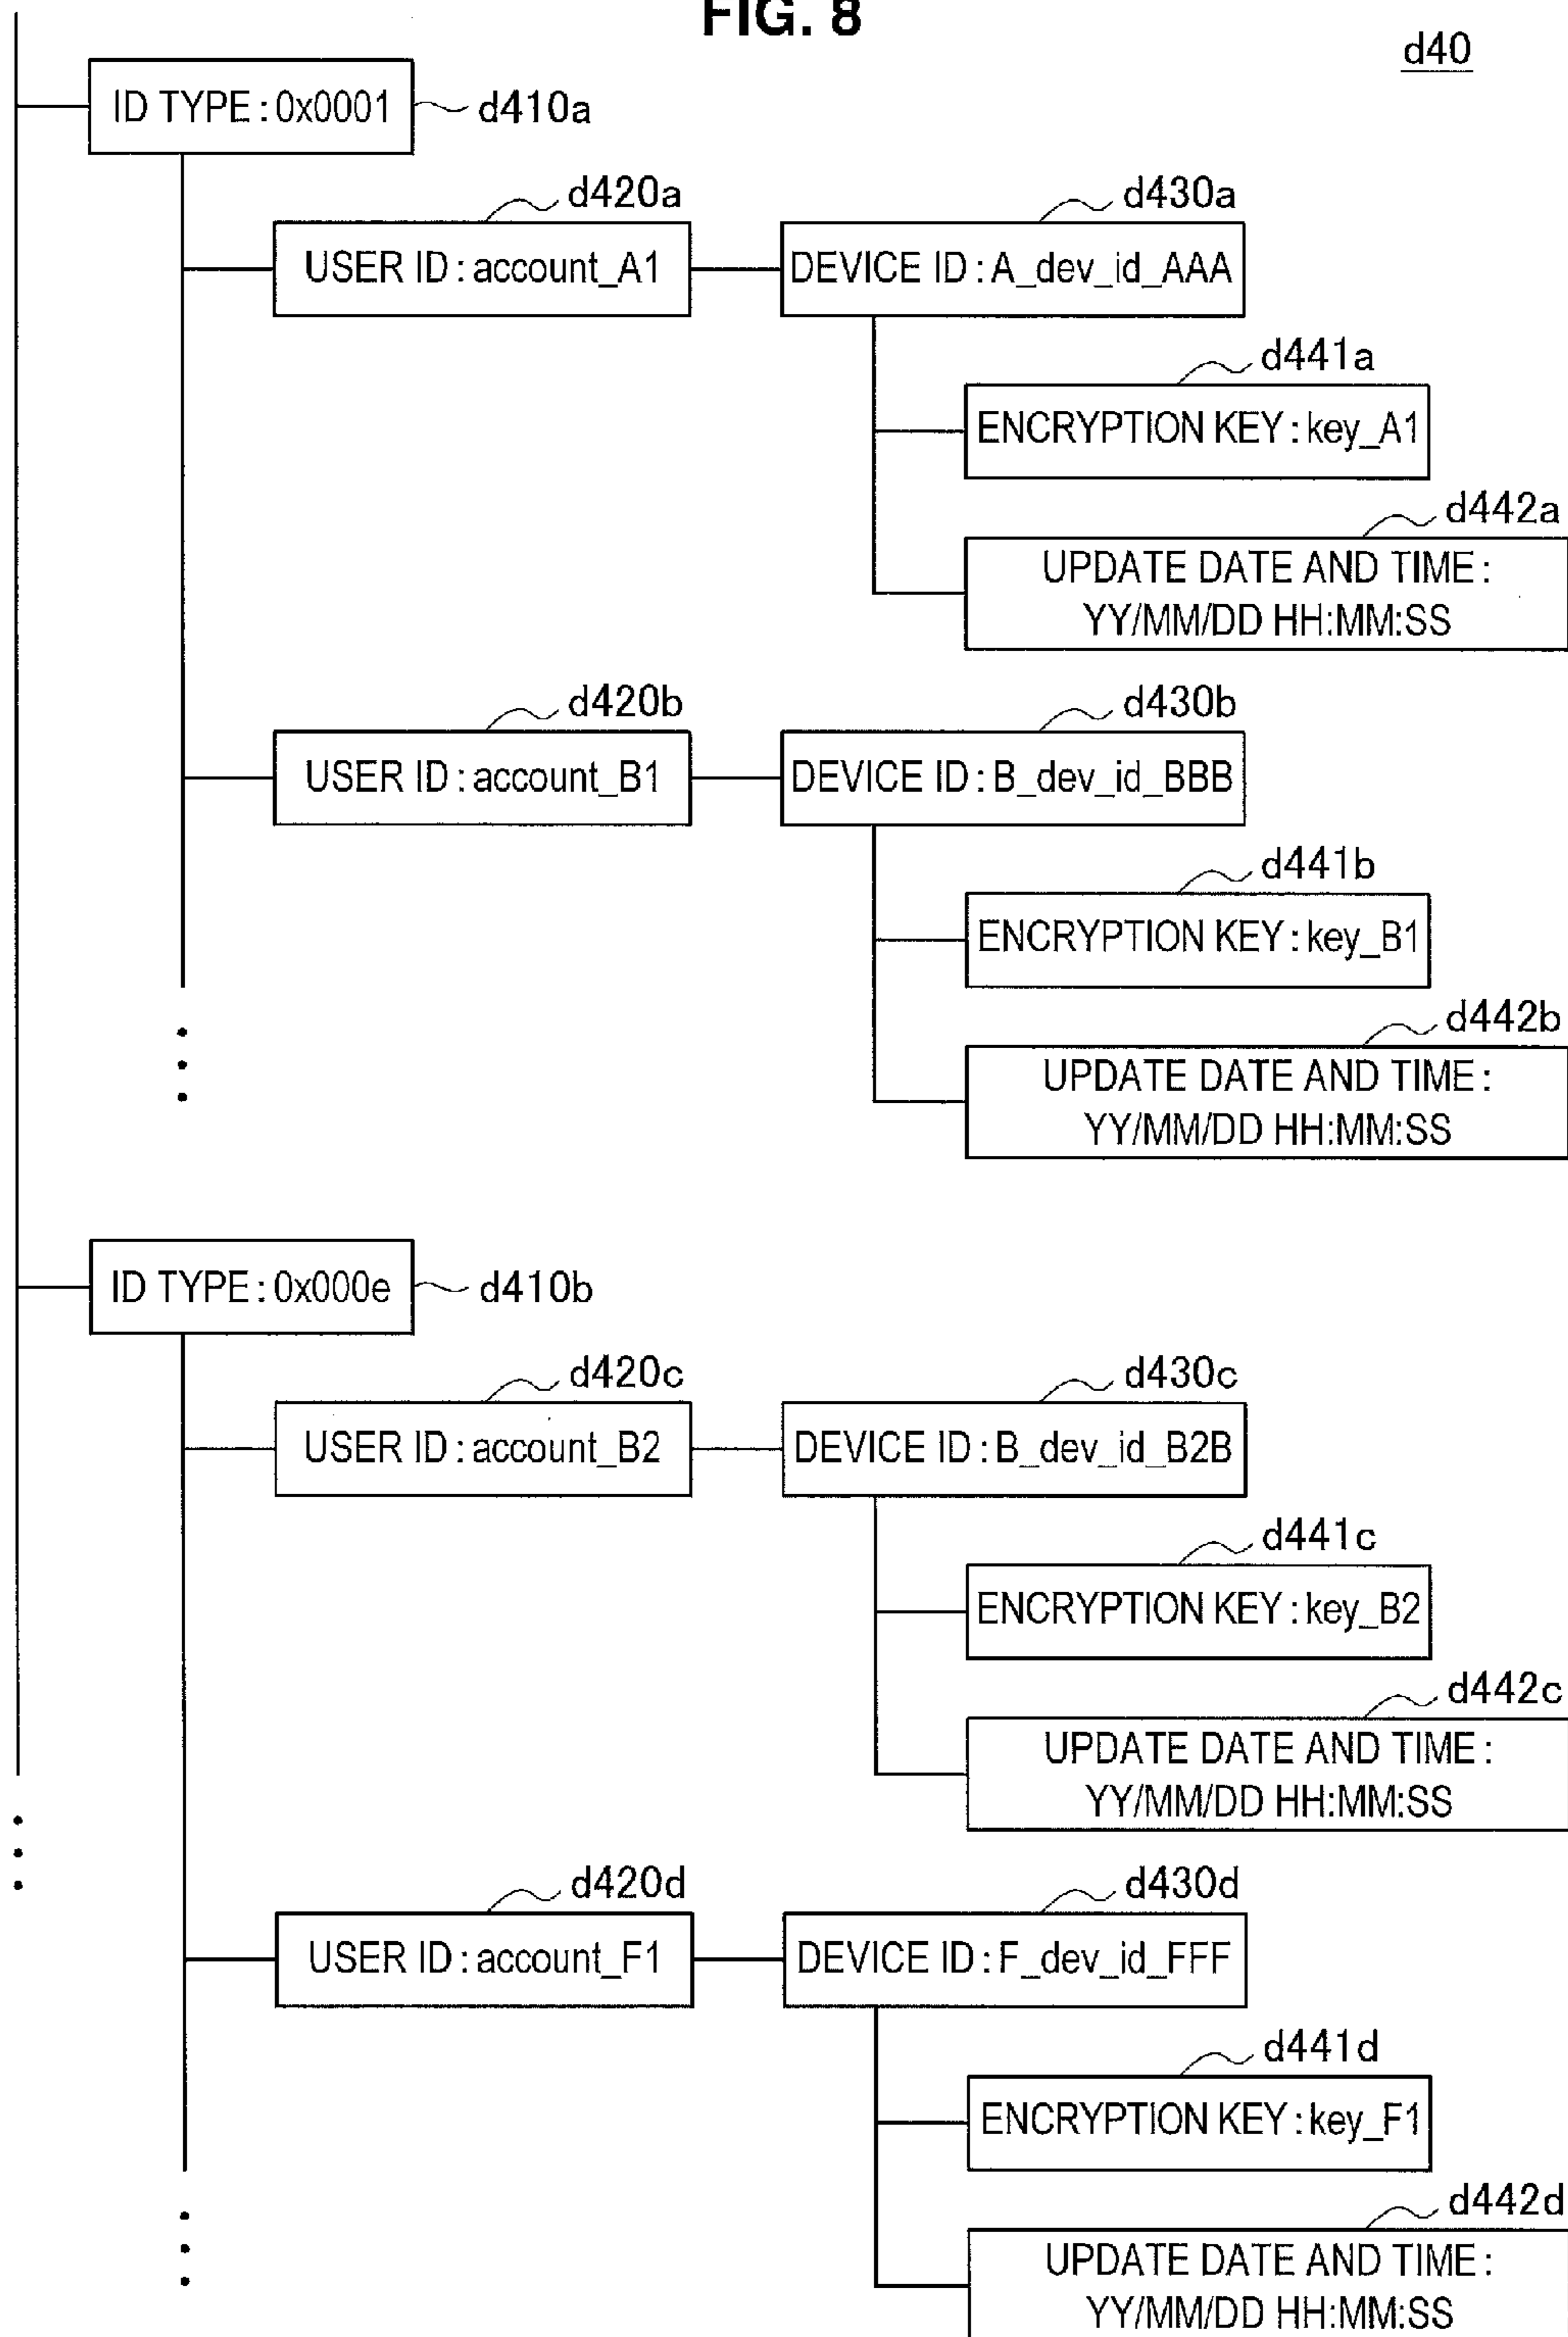 FIG. 8
d40
ID TYPE : 0x0001
d410a
d420a
d430a
USER ID : account_A1
DEVICE ID : A_dev_id_AAA
d441a
ENCRYPTION KEY : key_A1
d442a
UPDATE DATE AND TIME :
YY/MM/DD HH:MM:SS
d420b
d430b
USER ID : account_B1
DEVICE ID : B_dev_id_BBB
d441b
ENCRYPTION KEY : key_B1
d442b
UPDATE DATE AND TIME :
YY/MM/DD HH:MM:SS
ID TYPE : 0x000e
d410b
d420c
d430c
USER ID : account_B2
DEVICE ID : B_dev_id_B2B
d441c
ENCRYPTION KEY : key_B2
d442c
UPDATE DATE AND TIME :
YY/MM/DD HH:MM:SS
d420d
d430d
USER ID : account_F1
DEVICE ID : F_dev_id_FFF
d441d
ENCRYPTION KEY : key_F1
d442d
UPDATE DATE AND TIME :
YY/MM/DD HH:MM:SS